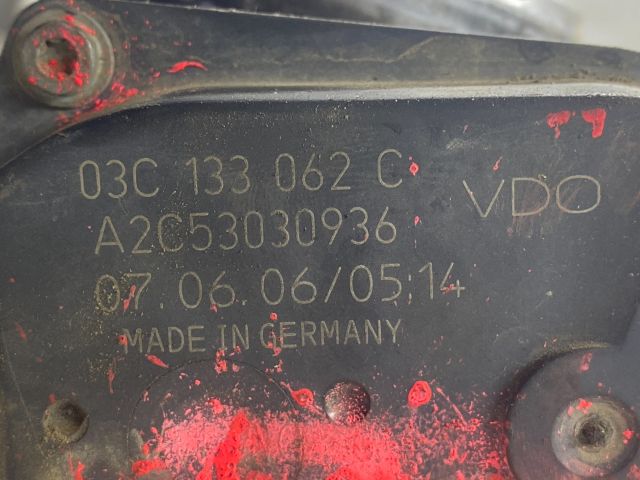 03C 133 062 C
VDO
A2C53030936
07.06.06/05:14
MADE IN GERMANY